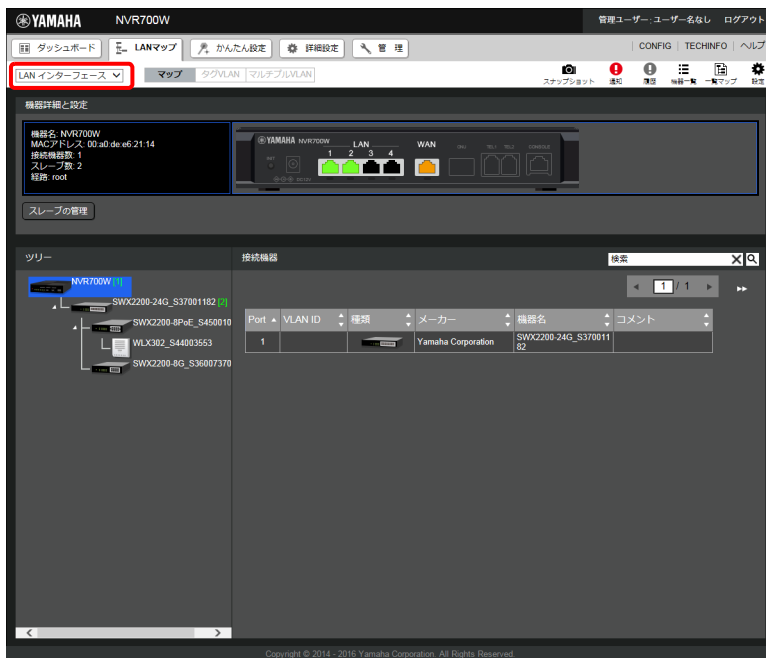 YAMAHA NVR700W 管理ユーザー：ユーザー名なし ログアウト
ダッシュボード LANマップ かんたん設定 詳細設定 管 理 CONFIG | TECHINFO | ヘルプ
LAN インターフェース マップ タグVLAN マルチプルVLAN スナップショット 通知 履歴 機器一覧 一覧マップ 設定
機器詳細と設定
機器名: NVR700W
MACアドレス: 00:a0:de:e6:21:14
接続機器数: 1
スレーブ数: 2
経路: root
YAMAHA NVR700W LAN WAN ONU TEL1 TEL2 CONSOLE
1 2 3 4
スレーブの管理
ツリー
NVR700W [1]
SWX2200-24G_S37001182 [2]
SWX2200-8PoE_S450010
WLX302_S44003553
SWX2200-8G_S36007370
接続機器 検索
1 / 1
Port VLAN ID 種類 メーカー 機器名 コメント
1 Yamaha Corporation SWX2200-24G_S370011
82
Copyright © 2014 - 2016 Yamaha Corporation. All Rights Reserved.